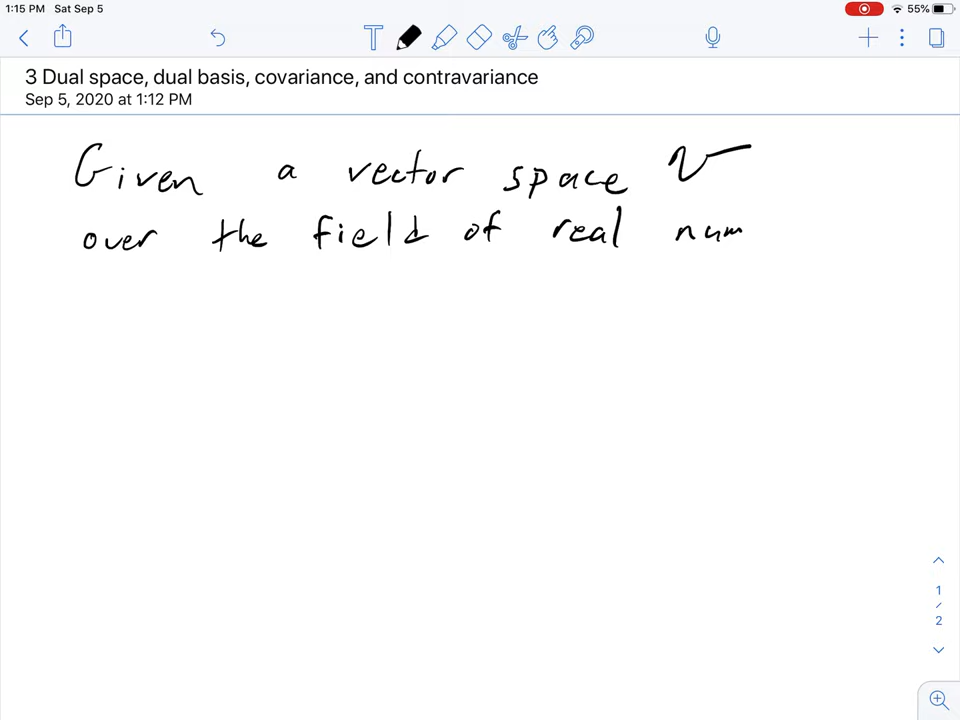 1:15 PM Sat Sep 5 55%
T
3 Dual space, dual basis, covariance, and contravariance
Sep 5, 2020 at 1:12 PM
Given a vector space V
over the field of real num
1
/
2